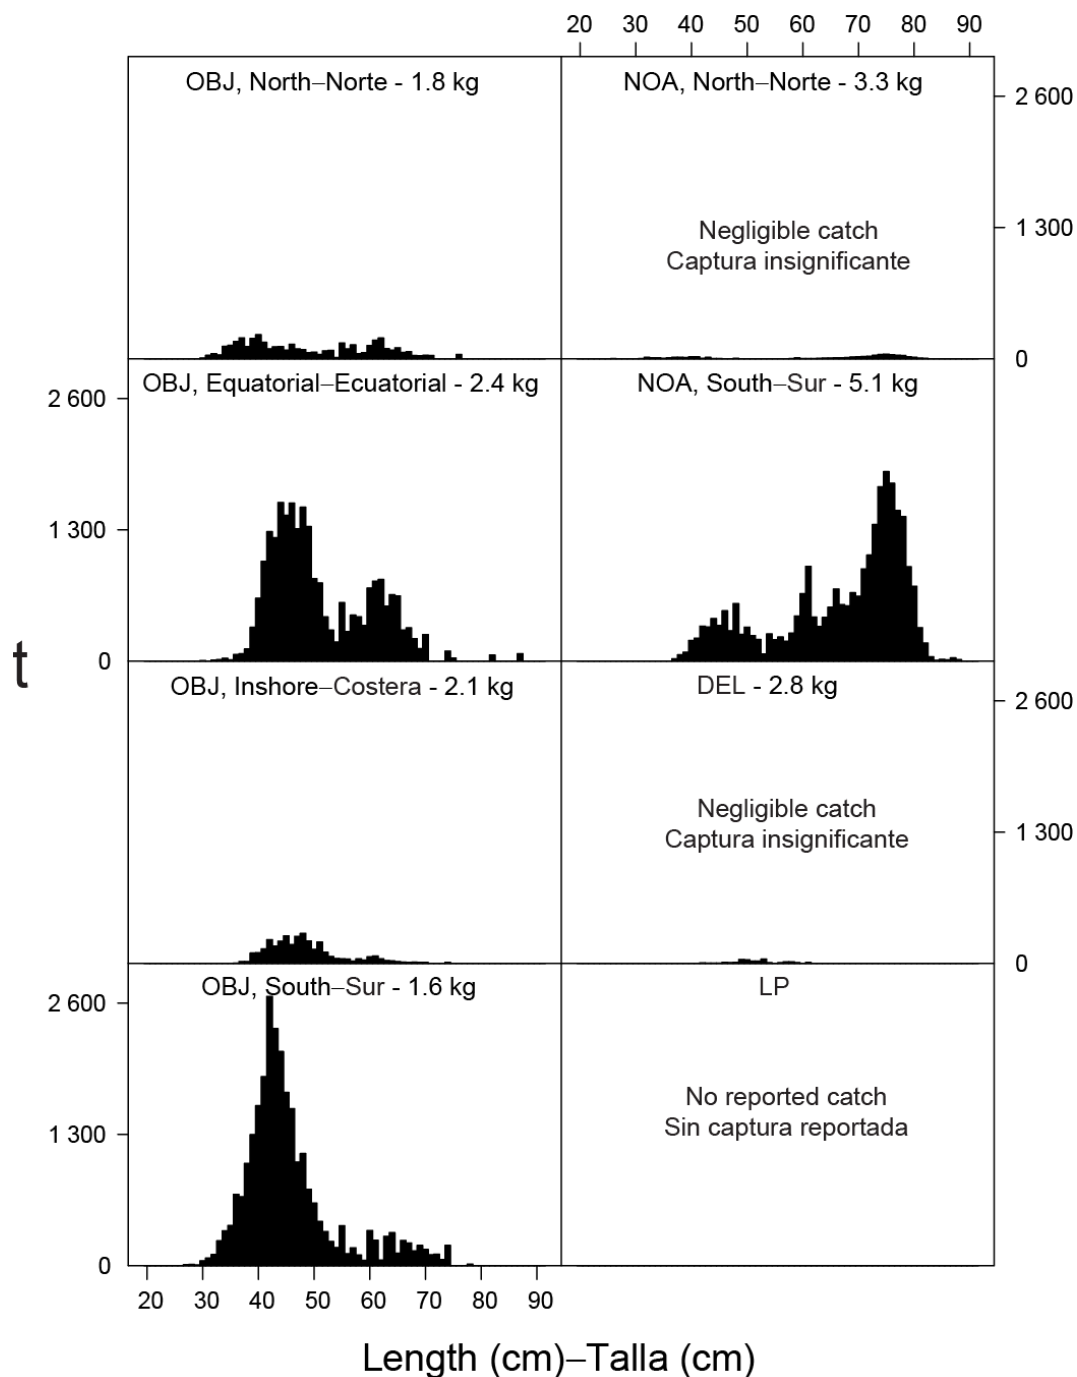 20 30 40 50 60 70 80 90
OBJ, North–Norte - 1.8 kg
NOA, North–Norte - 3.3 kg
2 600
Negligible catch
Captura insignificante
1 300
0
OBJ, Equatorial–Ecuatorial - 2.4 kg
NOA, South–Sur - 5.1 kg
2 600
1 300
0
t
OBJ, Inshore–Costera - 2.1 kg
DEL - 2.8 kg
2 600
Negligible catch
Captura insignificante
1 300
0
OBJ, South–Sur - 1.6 kg
LP
2 600
No reported catch
Sin captura reportada
1 300
0
20 30 40 50 60 70 80 90
Length (cm)–Talla (cm)